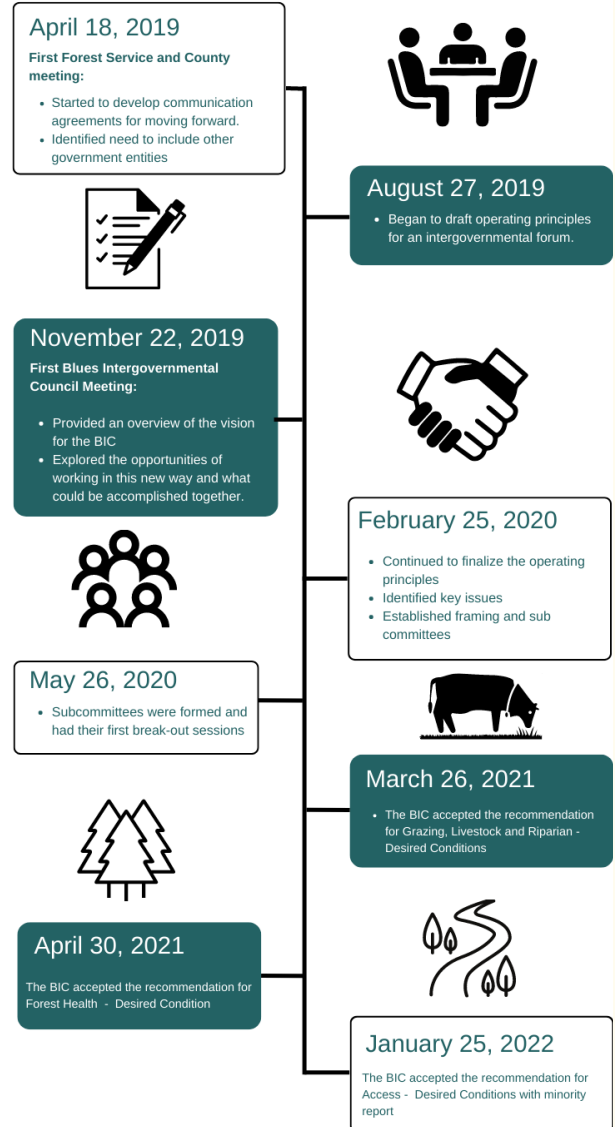 April 18, 2019
First Forest Service and County
meeting:
• Started to develop communication
agreements for moving forward.
• Identified need to include other
government entities
August 27, 2019
• Began to draft operating principles
for an intergovernmental forum.
November 22, 2019
First Blues Intergovernmental
Council Meeting:
• Provided an overview of the vision
for the BIC
• Explored the opportunities of
working in this new way and what
could be accomplished together.
February 25, 2020
• Continued to finalize the operating
principles
• Identified key issues
• Established framing and sub
committees
May 26, 2020
• Subcommittees were formed and
had their first break-out sessions
March 26, 2021
• The BIC accepted the recommendation
for Grazing, Livestock and Riparian -
Desired Conditions
April 30, 2021
The BIC accepted the recommendation for
Forest Health - Desired Condition
January 25, 2022
The BIC accepted the recommendation for
Access - Desired Conditions with minority
report